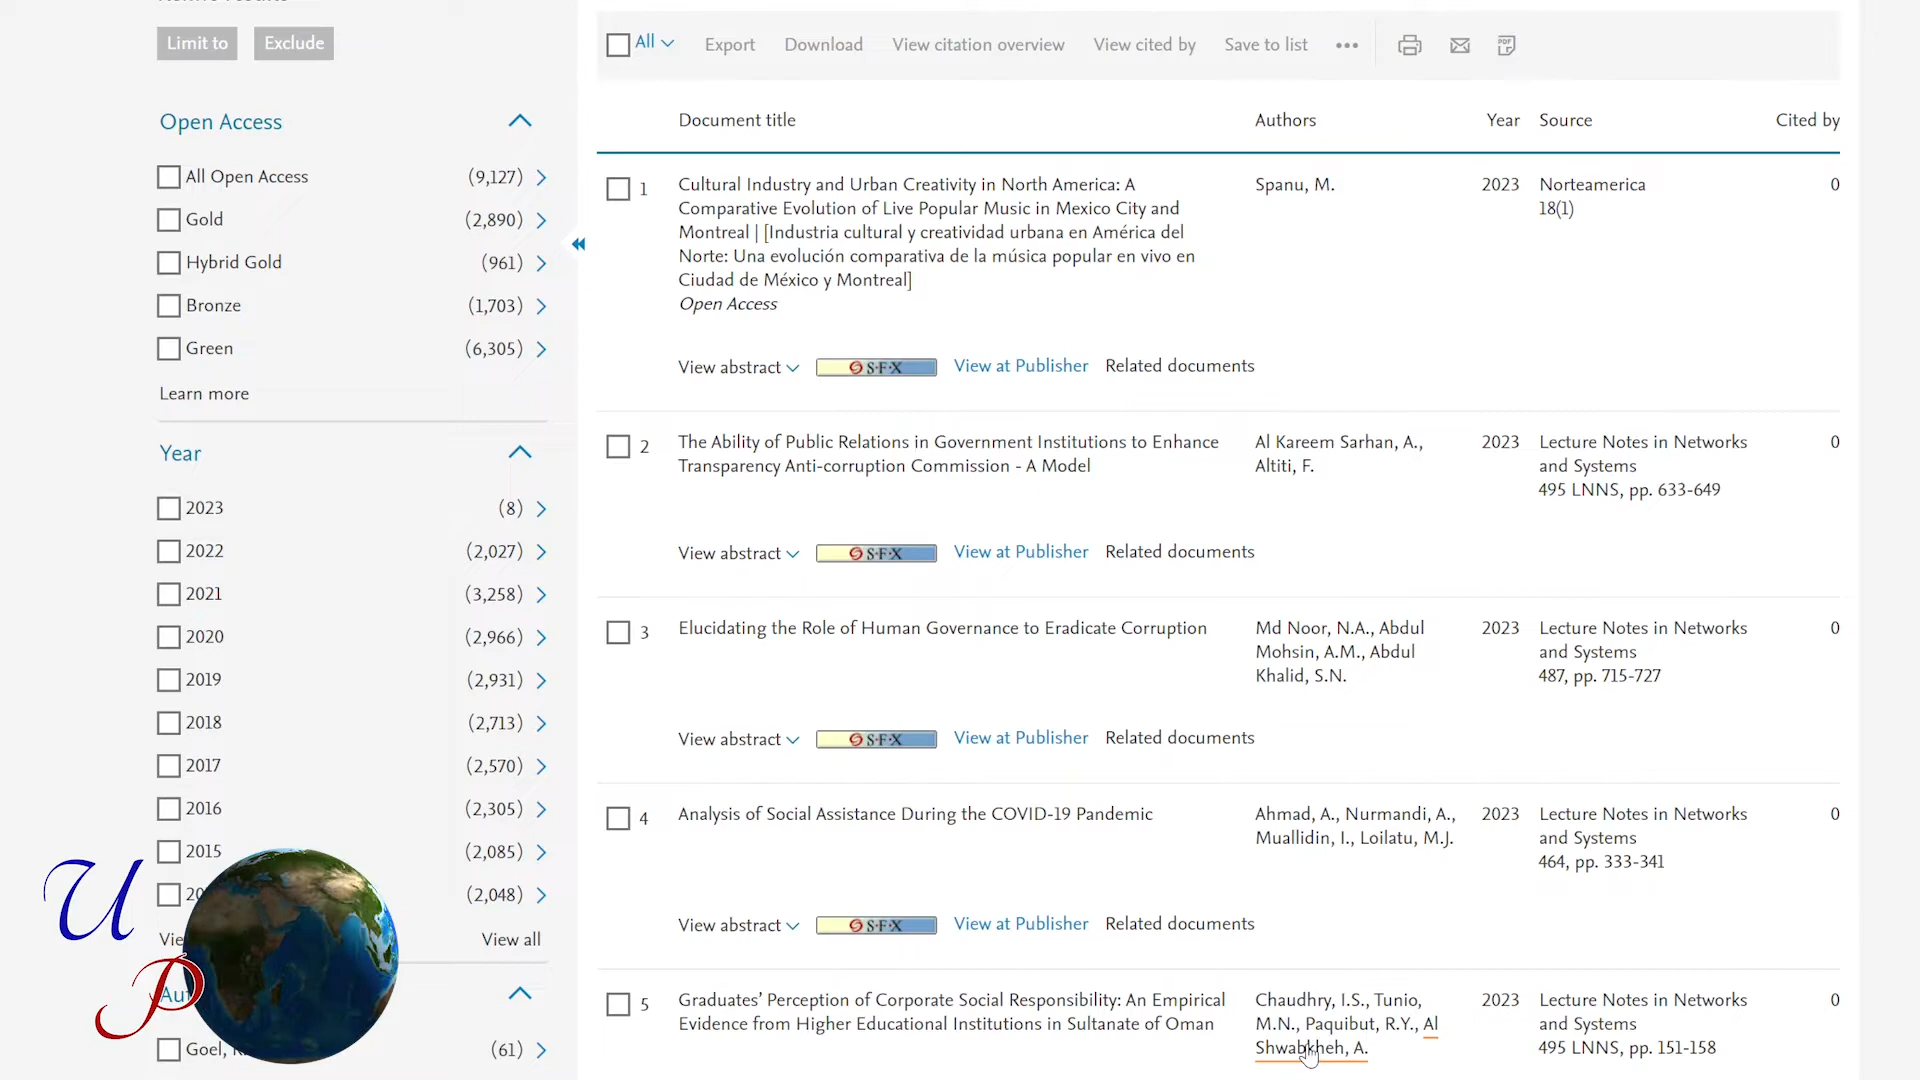 Limit to
Exclude
Open Access
All Open Access (9,127)
Gold (2,890)
Hybrid Gold (961)
Bronze (1,703)
Green (6,305)
Learn more
Year
2023 (8)
2022 (2,027)
2021 (3,258)
2020 (2,966)
2019 (2,931)
2018 (2,713)
2017 (2,570)
2016 (2,305)
2015 (2,085)
(2,048)
View all
Goel, (61)
U
P
All Export Download View citation overview View cited by Save to list ••• PDF
Document title Authors Year Source Cited by
1 Cultural Industry and Urban Creativity in North America: A Spanu, M. 2023 Norteamerica 0
Comparative Evolution of Live Popular Music in Mexico City and 18(1)
Montreal | [Industria cultural y creatividad urbana en América del
Norte: Una evolución comparativa de la música popular en vivo en
Ciudad de México y Montreal]
Open Access
View abstract S·F·X View at Publisher Related documents
2 The Ability of Public Relations in Government Institutions to Enhance Al Kareem Sarhan, A., 2023 Lecture Notes in Networks 0
Transparency Anti-corruption Commission - A Model Altiti, F. and Systems
495 LNNS, pp. 633-649
View abstract S·F·X View at Publisher Related documents
3 Elucidating the Role of Human Governance to Eradicate Corruption Md Noor, N.A., Abdul 2023 Lecture Notes in Networks 0
Mohsin, A.M., Abdul and Systems
Khalid, S.N. 487, pp. 715-727
View abstract S·F·X View at Publisher Related documents
4 Analysis of Social Assistance During the COVID-19 Pandemic Ahmad, A., Nurmandi, A., 2023 Lecture Notes in Networks 0
Muallidin, I., Loilatu, M.J. and Systems
464, pp. 333-341
View abstract S·F·X View at Publisher Related documents
5 Graduates' Perception of Corporate Social Responsibility: An Empirical Chaudhry, I.S., Tunio, 2023 Lecture Notes in Networks 0
Evidence from Higher Educational Institutions in Sultanate of Oman M.N., Paquibut, R.Y., Al and Systems
Shwabkheh, A. 495 LNNS, pp. 151-158